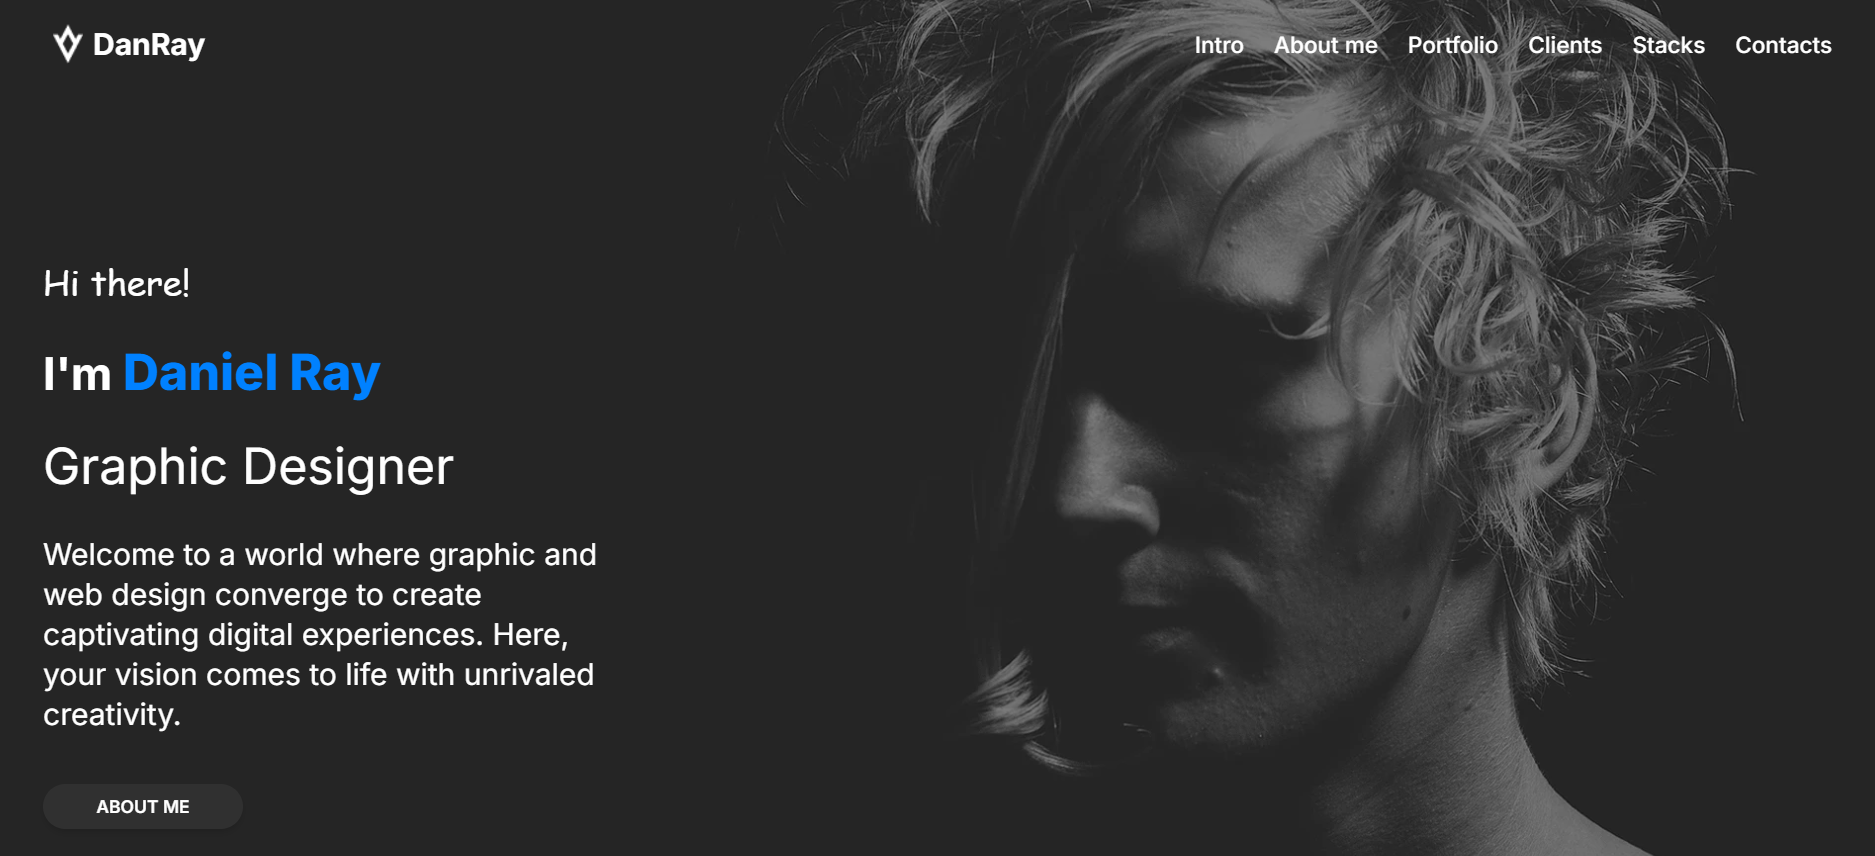 DanRay
Intro About me Portfolio Clients Stacks Contacts
Hi there!
I'm Daniel Ray
Graphic Designer
Welcome to a world where graphic and
web design converge to create
captivating digital experiences. Here,
your vision comes to life with unrivaled
creativity.
ABOUT ME